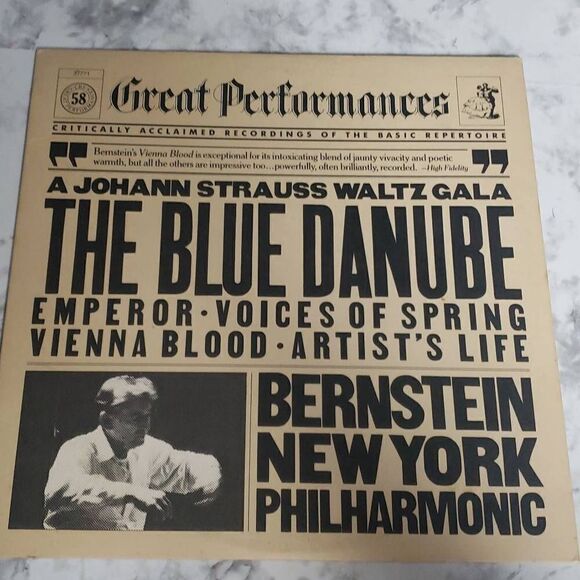 37771
58
Great Performances
CRITICALLY ACCLAIMED RECORDINGS OF THE BASIC REPERTOIRE
Bernstein's Vienna Blood is exceptional for its intoxicating blend of jaunty vivacity and poetic
warmth, but all the others are impressive too...powerfully, often brilliantly, recorded. —High Fidelity
A JOHANN STRAUSS WALTZ GALA
THE BLUE DANUBE
EMPEROR · VOICES OF SPRING
VIENNA BLOOD · ARTIST'S LIFE
BERNSTEIN
NEW YORK
PHILHARMONIC